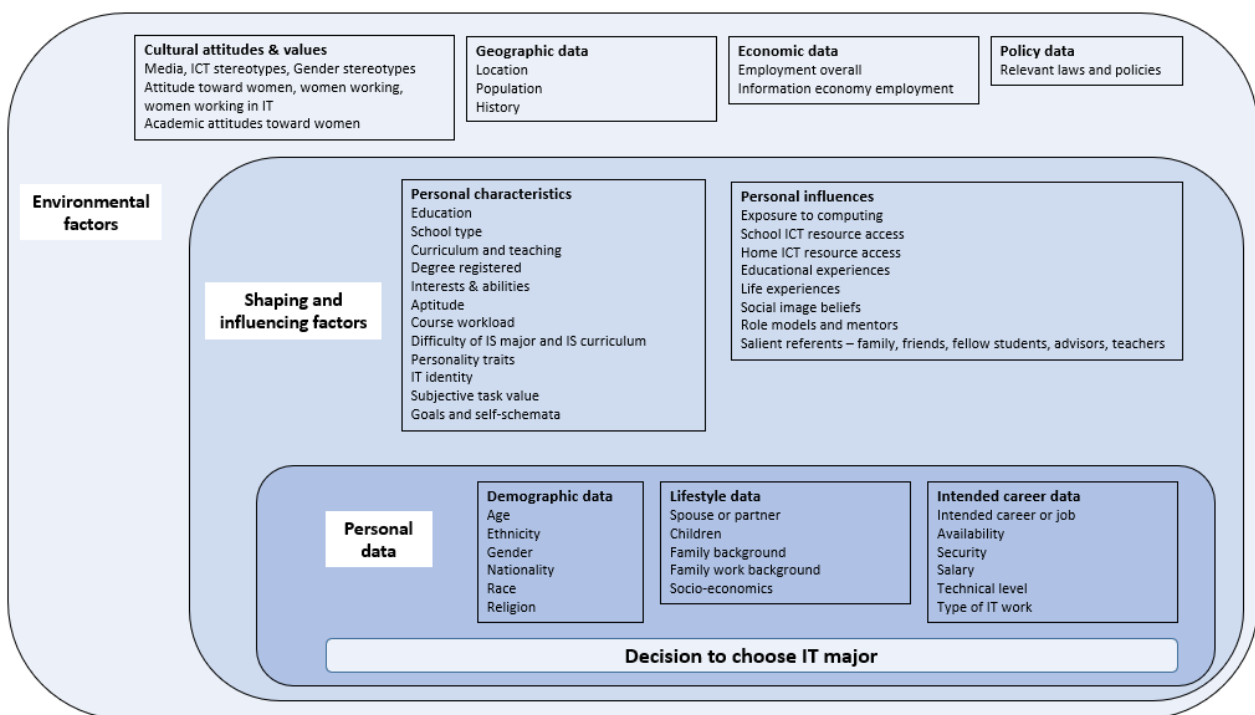 Cultural attitudes & values
Media, ICT stereotypes, Gender stereotypes
Attitude toward women, women working,
women working in IT
Academic attitudes toward women
Geographic data
Location
Population
History
Economic data
Employment overall
Information economy employment
Policy data
Relevant laws and policies
Environmental
factors
Shaping and
influencing factors
Personal characteristics
Education
School type
Curriculum and teaching
Degree registered
Interests & abilities
Aptitude
Course workload
Difficulty of IS major and IS curriculum
Personality traits
IT identity
Subjective task value
Goals and self-schemata
Personal influences
Exposure to computing
School ICT resource access
Home ICT resource access
Educational experiences
Life experiences
Social image beliefs
Role models and mentors
Salient referents – family, friends, fellow students, advisors, teachers
Personal
data
Demographic data
Age
Ethnicity
Gender
Nationality
Race
Religion
Lifestyle data
Spouse or partner
Children
Family background
Family work background
Socio-economics
Intended career data
Intended career or job
Availability
Security
Salary
Technical level
Type of IT work
Decision to choose IT major